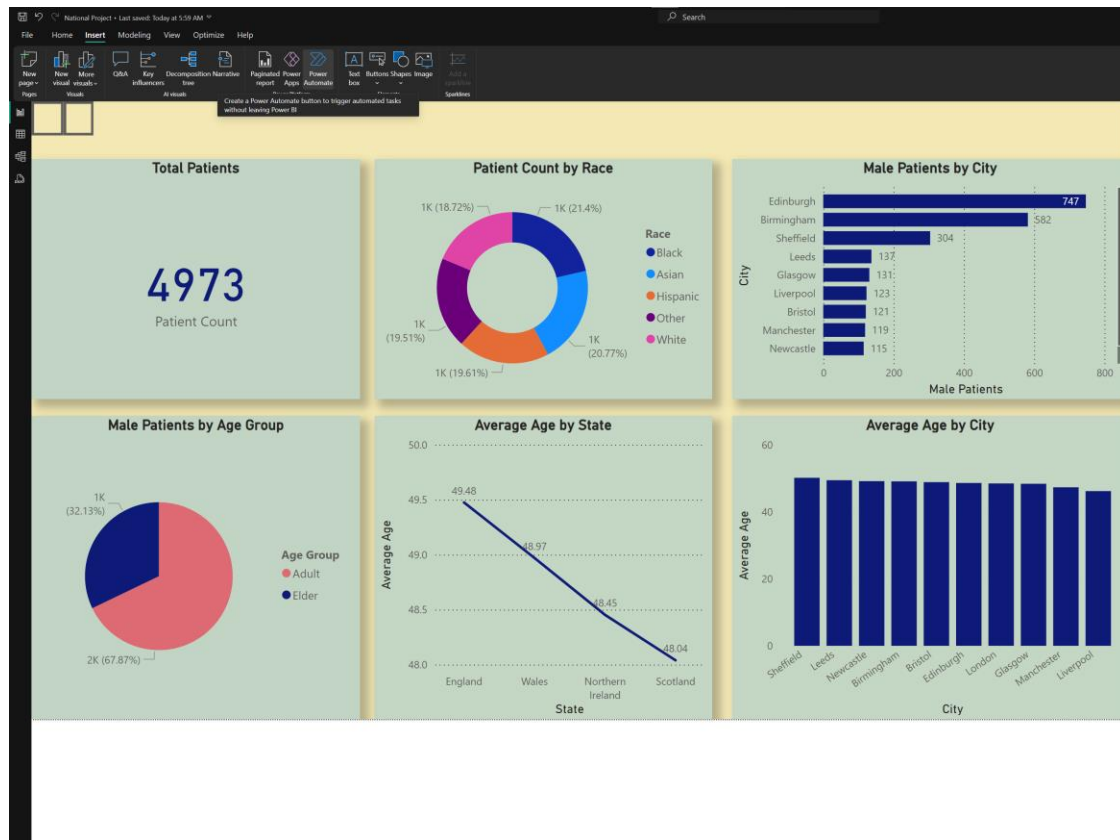 National Project • Last saved: Today at 5:59 AM
Search
File Home Insert Modeling View Optimize Help
New page
New visual
More visuals
Q&A
Key influencers
Decomposition tree
Narrative
Paginated report
Power Apps
Power Automate
Text box
Buttons
Shapes
Image
Add a sparkline
Pages
Visuals
AI visuals
Sparklines
Create a Power Automate button to trigger automated tasks
without leaving Power BI
Total Patients
4973
Patient Count
Patient Count by Race
1K (18.72%)
1K (21.4%)
1K
(19.51%)
1K
(20.77%)
1K (19.61%)
Race
Black
Asian
Hispanic
Other
White
Male Patients by City
City
Edinburgh 747
Birmingham 582
Sheffield 304
Leeds 137
Glasgow 131
Liverpool 123
Bristol 121
Manchester 119
Newcastle 115
0 200 400 600 800
Male Patients
Male Patients by Age Group
1K
(32.13%)
2K (67.87%)
Age Group
Adult
Elder
Average Age by State
Average Age
50.0
49.5
49.0
48.5
48.0
49.48
48.97
48.45
48.04
England Wales Northern Ireland Scotland
State
Average Age by City
Average Age
60
40
20
0
Sheffield Leeds Newcastle Birmingham Bristol Edinburgh London Glasgow Manchester Liverpool
City